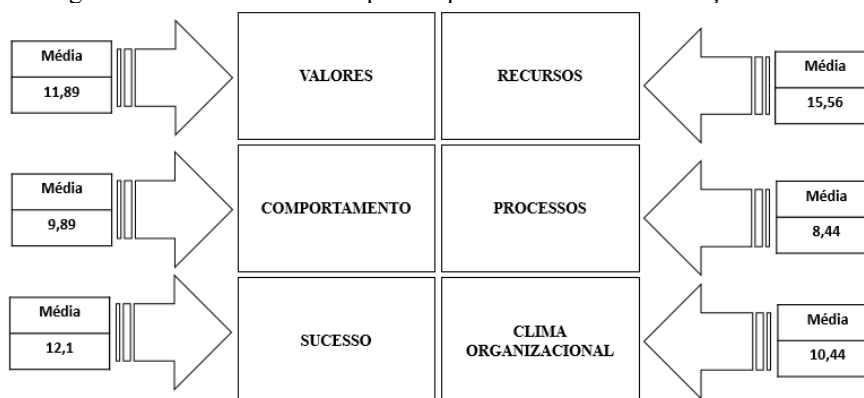 Média
11,89
VALORES
RECURSOS
Média
15,56
Média
9,89
COMPORTAMENTO
PROCESSOS
Média
8,44
Média
12,1
SUCESSO
CLIMA
ORGANIZACIONAL
Média
10,44